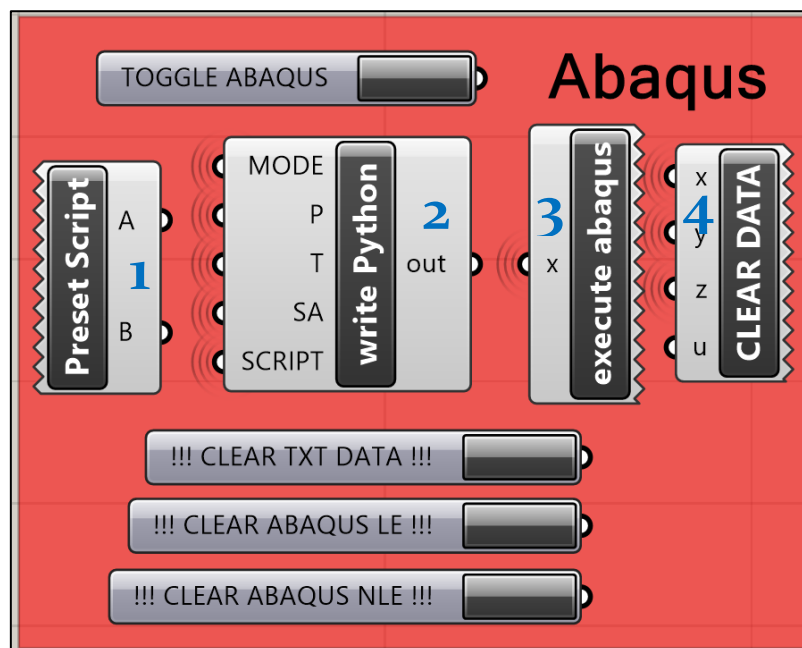 TOGGLE ABAQUS
Abaqus
Preset Script
A
B
1
MODE
P
T
SA
SCRIPT
write Python
2
out
3
x
execute abaqus
x
4
y
z
u
CLEAR DATA
!!! CLEAR TXT DATA !!!
!!! CLEAR ABAQUS LE !!!
!!! CLEAR ABAQUS NLE !!!